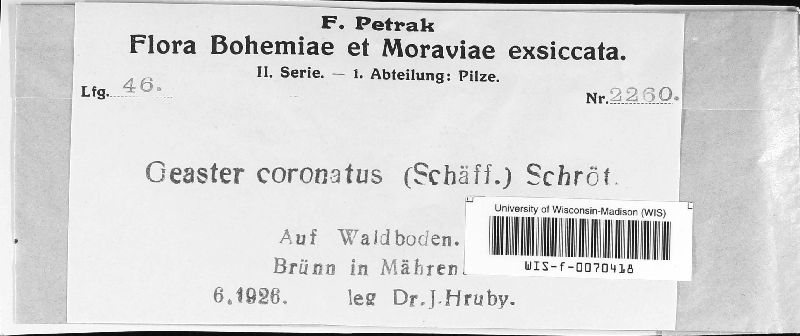 F. Petrak
Flora Bohemiae et Moraviae exsiccata.
II. Serie. — 1. Abteilung: Pilze.
Lfg. 46.
Nr. 2260.
Geaster coronatus (Schäff.) Schröt.
Auf Waldboden.
Brünn in Mähren.
6.1926. leg Dr.J.Hruby.
University of Wisconsin-Madison (WIS)
WIS-f-0070418